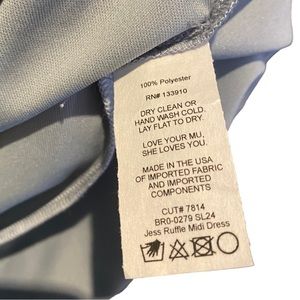 100% Polyester
RN# 133910
DRY CLEAN OR
HAND WASH COLD.
LAY FLAT TO DRY.
LOVE YOUR MU,
SHE LOVES YOU.
MADE IN THE USA
OF IMPORTED FABRIC
AND IMPORTED
COMPONENTS
CUT# 7814
BR0-0279 SL24
Jess Ruffle Midi Dress